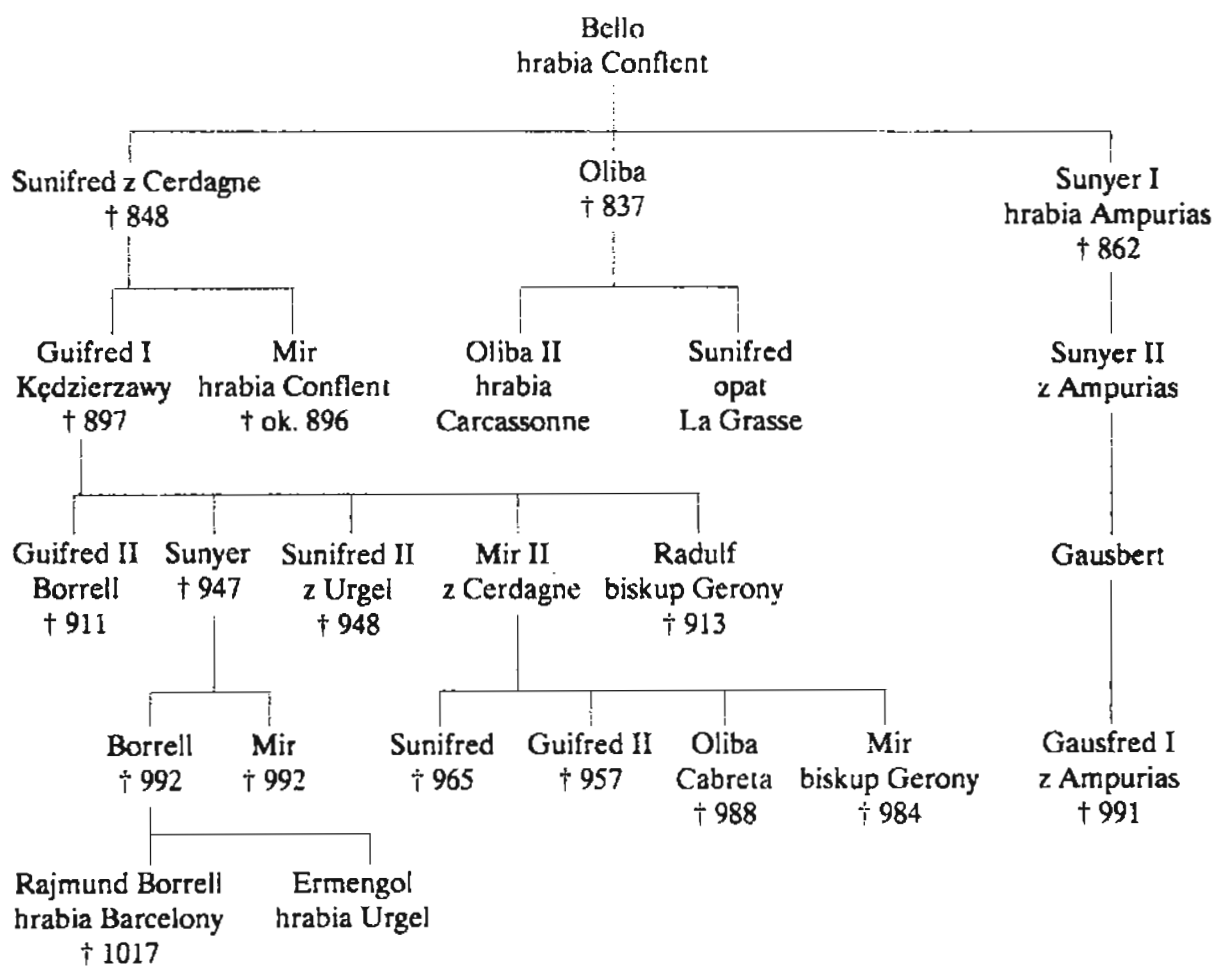 Bello
hrabia Conflent
Sunifred z Cerdagne
† 848
Oliba
† 837
Sunyer I
hrabia Ampurias
† 862
Guifred I
Kędzierzawy
† 897
Mir
hrabia Conflent
† ok. 896
Oliba II
hrabia
Carcassonne
Sunifred
opat
La Grasse
Sunyer II
z Ampurias
Guifred II
Borrell
† 911
Sunyer
† 947
Sunifred II
z Urgel
† 948
Mir II
z Cerdagne
Radulf
biskup Gerony
† 913
Gausbert
Borrell
† 992
Mir
† 992
Sunifred
† 965
Guifred II
† 957
Oliba
Cabreta
† 988
Mir
biskup Gerony
† 984
Gausfred I
z Ampurias
† 991
Rajmund Borrell
hrabia Barcelony
† 1017
Ermengol
hrabia Urgel